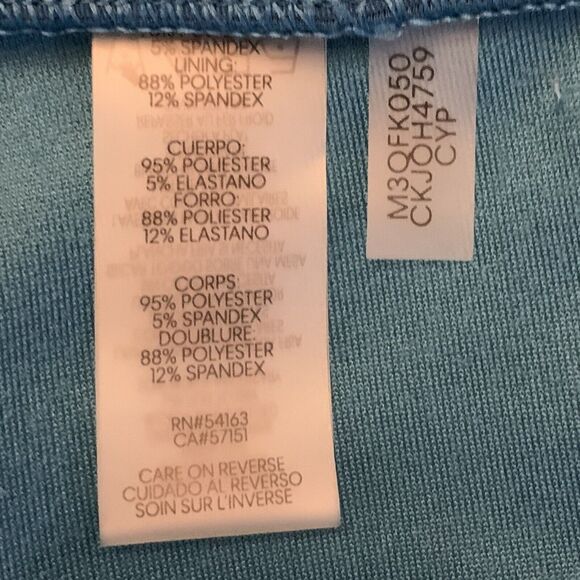 5% SPANDEX
LINING:
88% POLYESTER
12% SPANDEX
CUERPO:
95% POLIESTER
5% ELASTANO
FORRO:
88% POLIESTER
12% ELASTANO
CORPS:
95% POLYESTER
5% SPANDEX
DOUBLURE:
88% POLYESTER
12% SPANDEX
RN#54163
CA#57151
CARE ON REVERSE
CUIDADO AL REVERSO
SOIN SUR L'INVERSE
M3QFK050
CKJOH4759
CYP